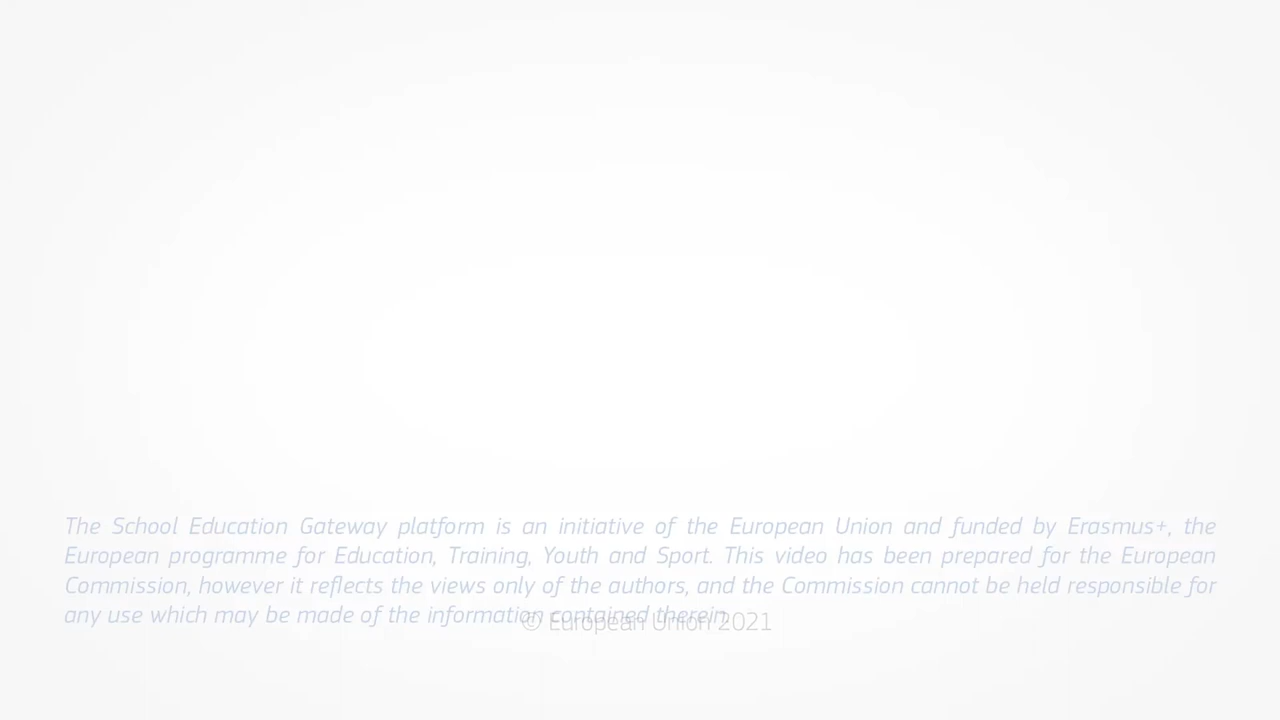 The School Education Gateway platform is an initiative of the European Union and funded by Erasmus+, the
European programme for Education, Training, Youth and Sport. This video has been prepared for the European
Commission, however it reflects the views only of the authors, and the Commission cannot be held responsible for
any use which may be made of the information contained therein.
© European Union 2021